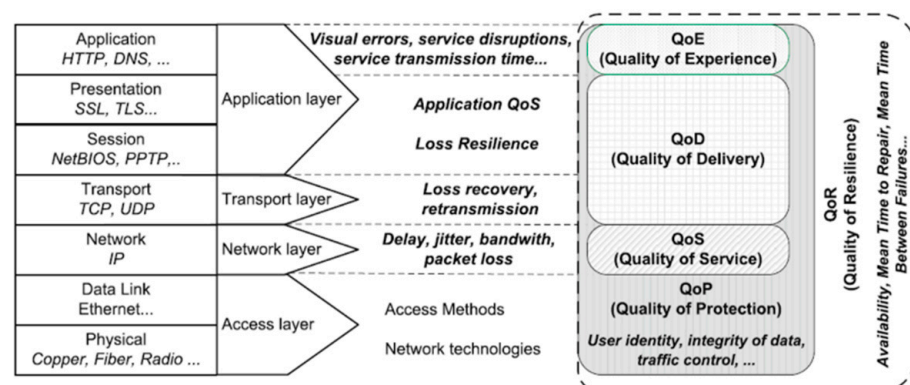 Application
HTTP, DNS, ...
Presentation
SSL, TLS...
Session
NetBIOS, PPTP,..
Transport
TCP, UDP
Network
IP
Data Link
Ethernet...
Physical
Copper, Fiber, Radio ...
Application layer
Transport layer
Network layer
Access layer
Visual errors, service disruptions,
service transmission time...
Application QoS
Loss Resilience
Loss recovery,
retransmission
Delay, jitter, bandwith,
packet loss
Access Methods
Network technologies
QoE
(Quality of Experience)
QoD
(Quality of Delivery)
QoS
(Quality of Service)
QoP
(Quality of Protection)
User identity, integrity of data,
traffic control, ...
QoR
(Quality of Resilience)
Availability, Mean Time to Repair, Mean Time
Between Failures...